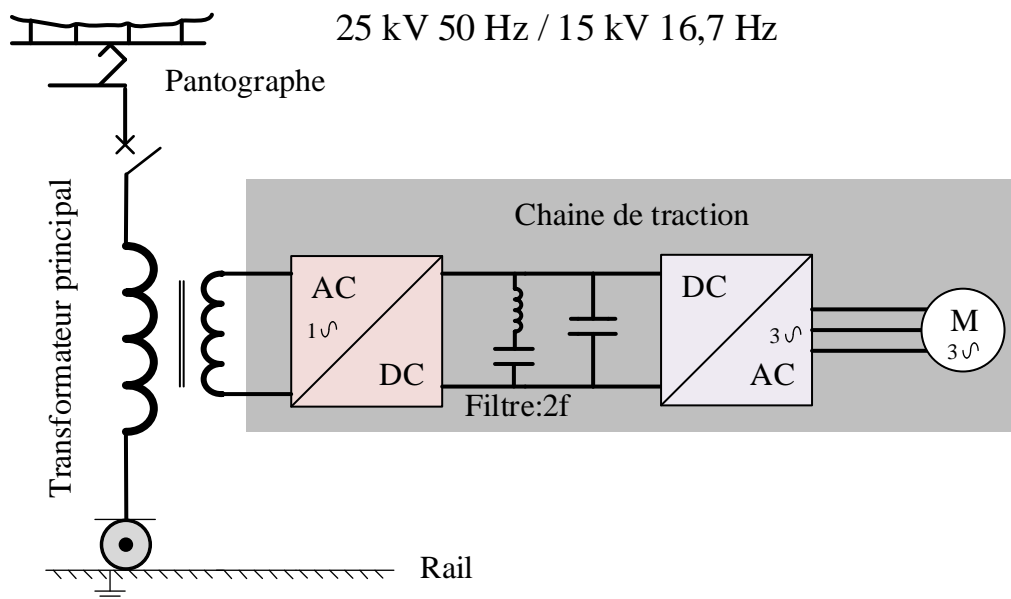 25 kV 50 Hz / 15 kV 16,7 Hz
Pantographe
Transformateur principal
Chaine de traction
AC
1∿
DC
Filtre:2f
DC
3∿
AC
M
3∿
Rail